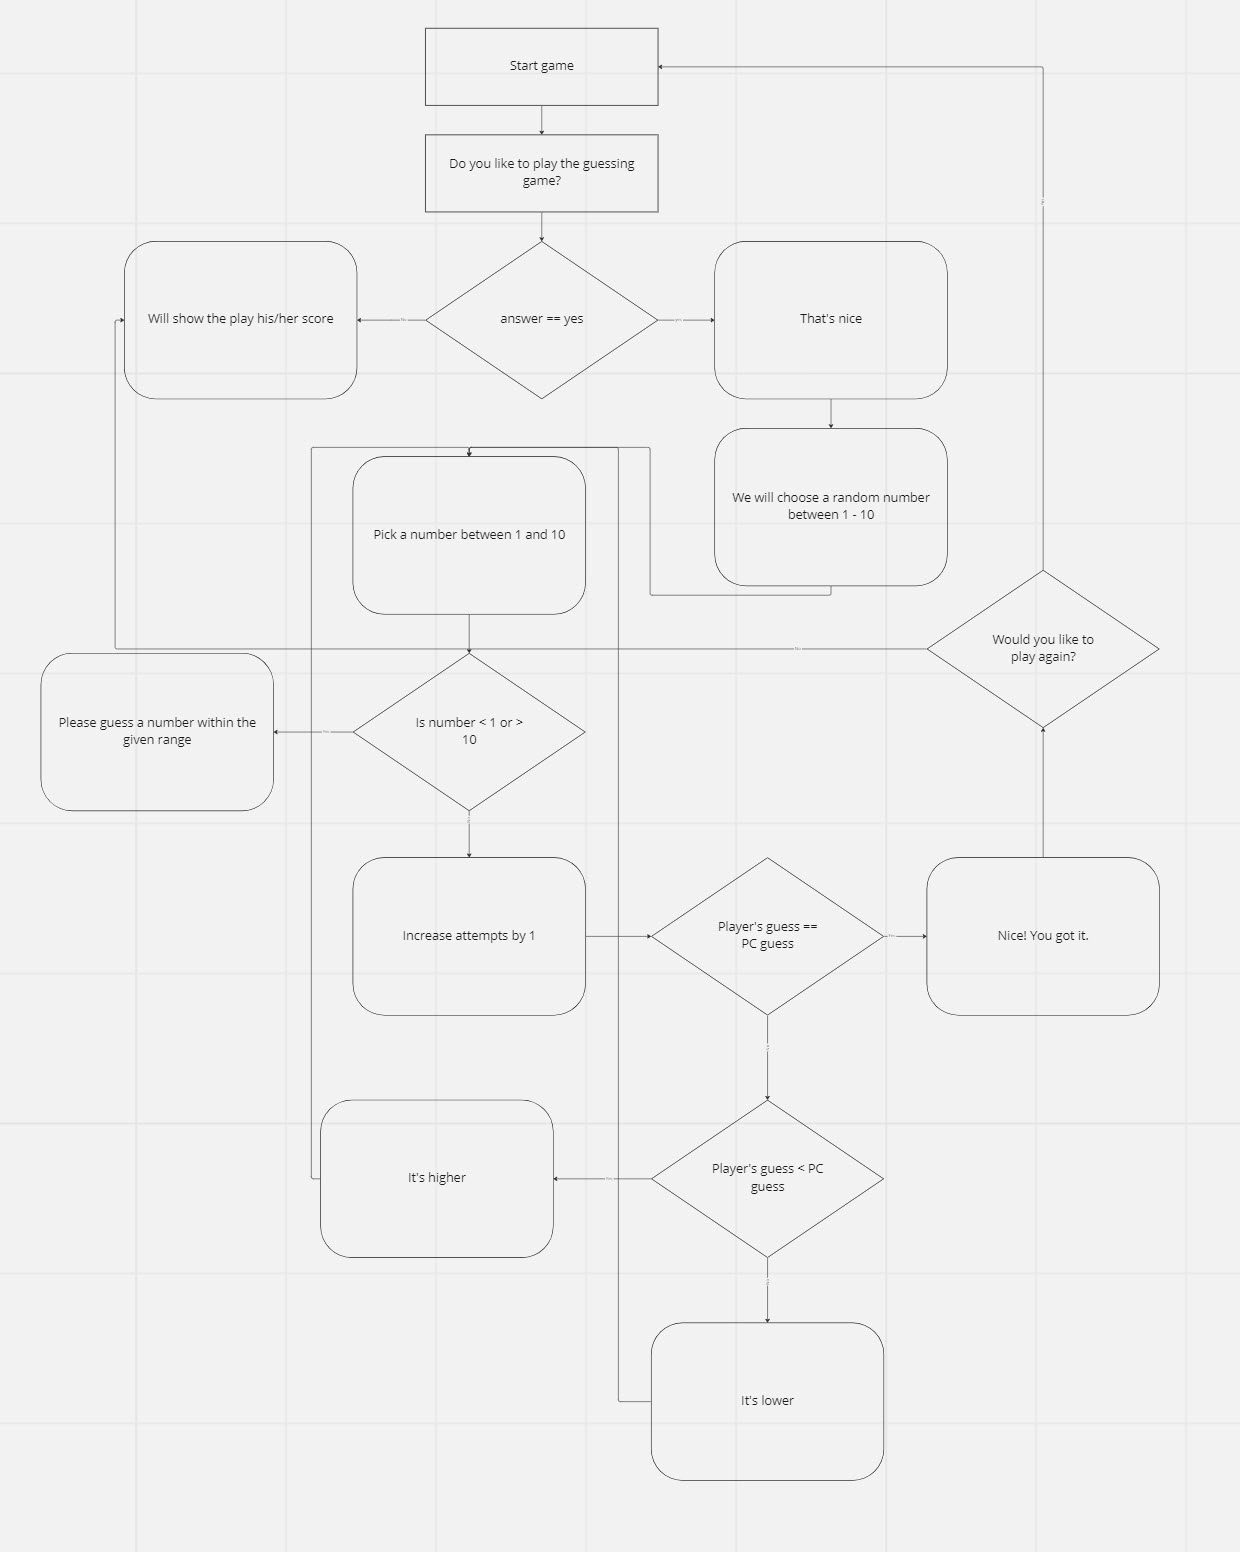 Start game
Do you like to play the guessing
game?
Will show the play his/her score
answer == yes
That's nice
We will choose a random number
between 1 - 10
Pick a number between 1 and 10
Would you like to
play again?
Please guess a number within the
given range
Is number < 1 or >
10
Increase attempts by 1
Player's guess ==
PC guess
Nice! You got it.
It's higher
Player's guess < PC
guess
It's lower